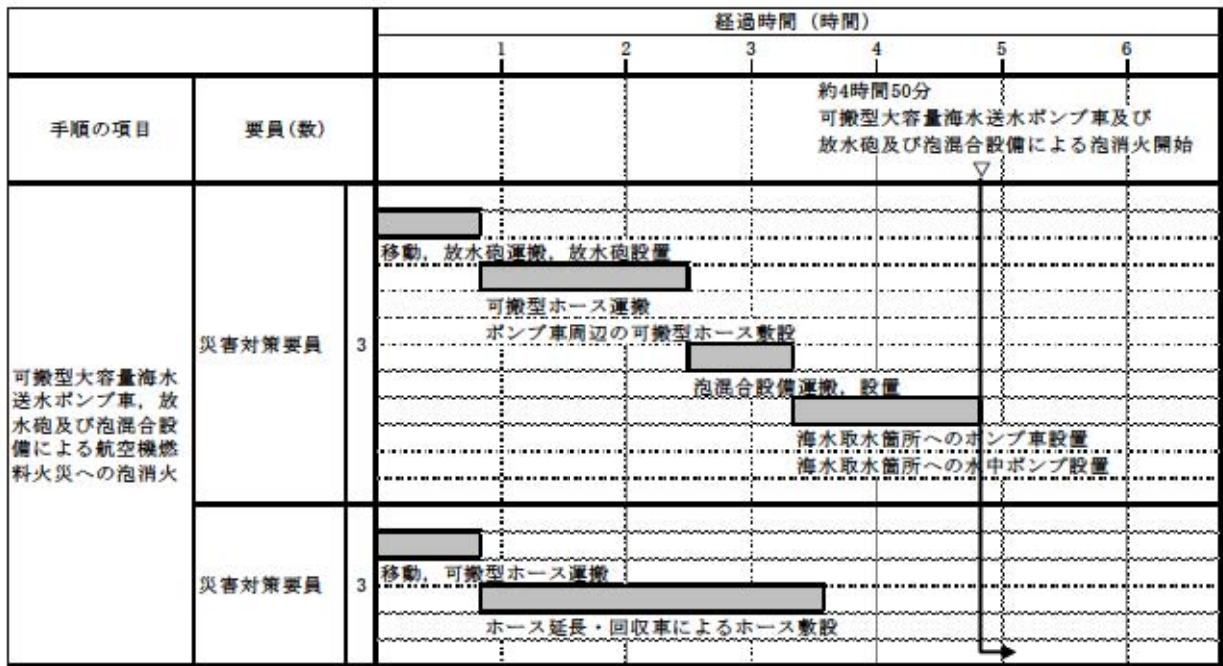 経過時間（時間）
1 2 3 4 5 6
手順の項目
要員(数)
約4時間50分
可搬型大容量海水送水ポンプ車及び
放水砲及び泡混合設備による泡消火開始
可搬型大容量海水
送水ポンプ車，放
水砲及び泡混合設
備による航空機燃
料火災への泡消火
災害対策要員
3
移動，放水砲運搬，放水砲設置
可搬型ホース運搬
ポンプ車周辺の可搬型ホース敷設
泡混合設備運搬，設置
海水取水箇所へのポンプ車設置
海水取水箇所への水中ポンプ設置
災害対策要員
3
移動，可搬型ホース運搬
ホース延長・回収車によるホース敷設